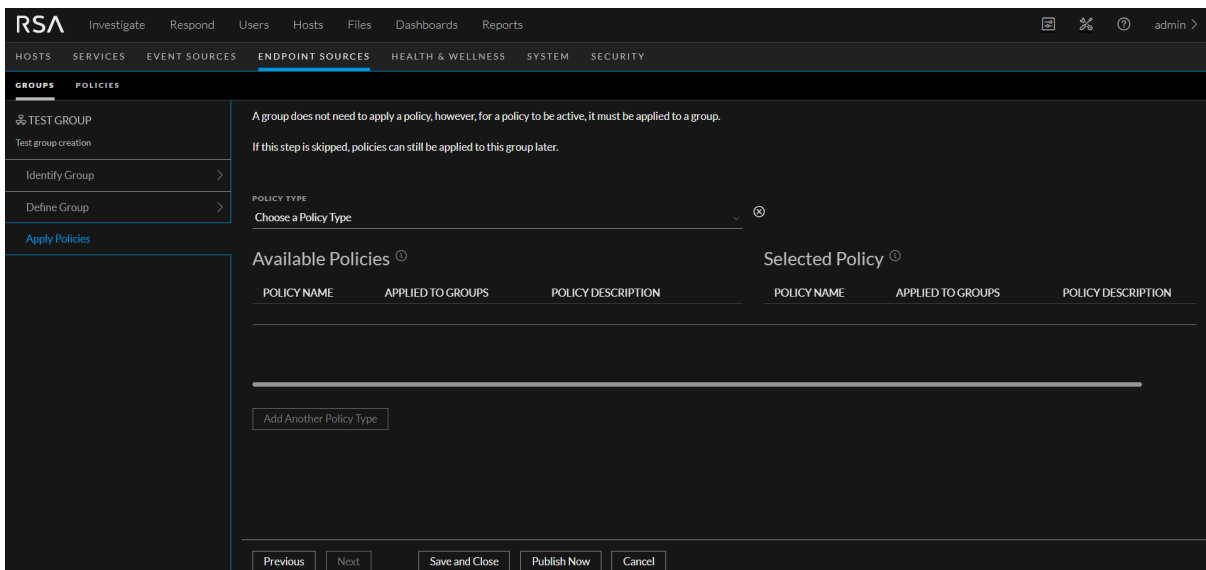 RSA Investigate Respond Users Hosts Files Dashboards Reports admin >
HOSTS SERVICES EVENT SOURCES ENDPOINT SOURCES HEALTH & WELLNESS SYSTEM SECURITY
GROUPS POLICIES
TEST GROUP
Test group creation
Identify Group
Define Group
Apply Policies
A group does not need to apply a policy, however, for a policy to be active, it must be applied to a group.
If this step is skipped, policies can still be applied to this group later.
POLICY TYPE
Choose a Policy Type
Available Policies
POLICY NAME APPLIED TO GROUPS POLICY DESCRIPTION
Selected Policy
POLICY NAME APPLIED TO GROUPS POLICY DESCRIPTION
Add Another Policy Type
Previous Next Save and Close Publish Now Cancel